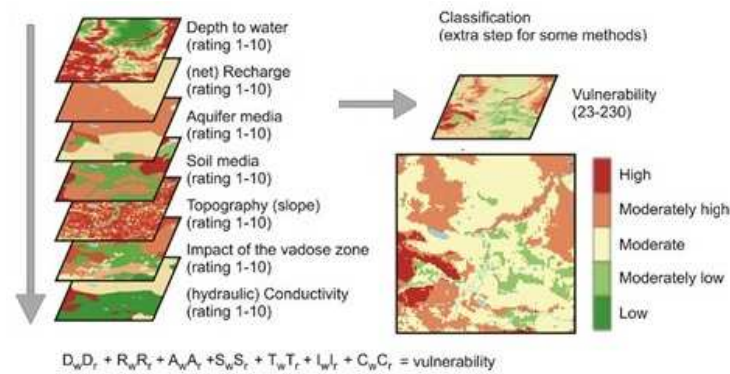 Depth to water
(rating 1-10)
(net) Recharge
(rating 1-10)
Aquifer media
(rating 1-10)
Soil media
(rating 1-10)
Topography (slope)
(rating 1-10)
Impact of the vadose zone
(rating 1-10)
(hydraulic) Conductivity
(rating 1-10)
Classification
(extra step for some methods)
Vulnerability
(23-230)
High
Moderately high
Moderate
Moderately low
Low
DwDr + RwRr + AwAr +SwSr + TwTr + IwIr + CwCr = vulnerability